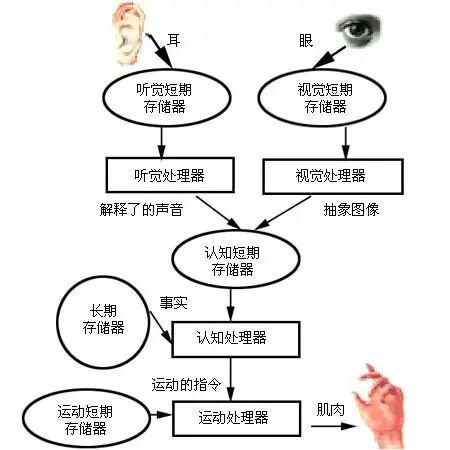 耳
眼
听觉短期
存储器
视觉短期
存储器
听觉处理器
视觉处理器
解释了的声音
抽象图像
认知短期
存储器
长期
存储器
事实
认知处理器
运动的指令
运动短期
存储器
运动处理器
肌肉